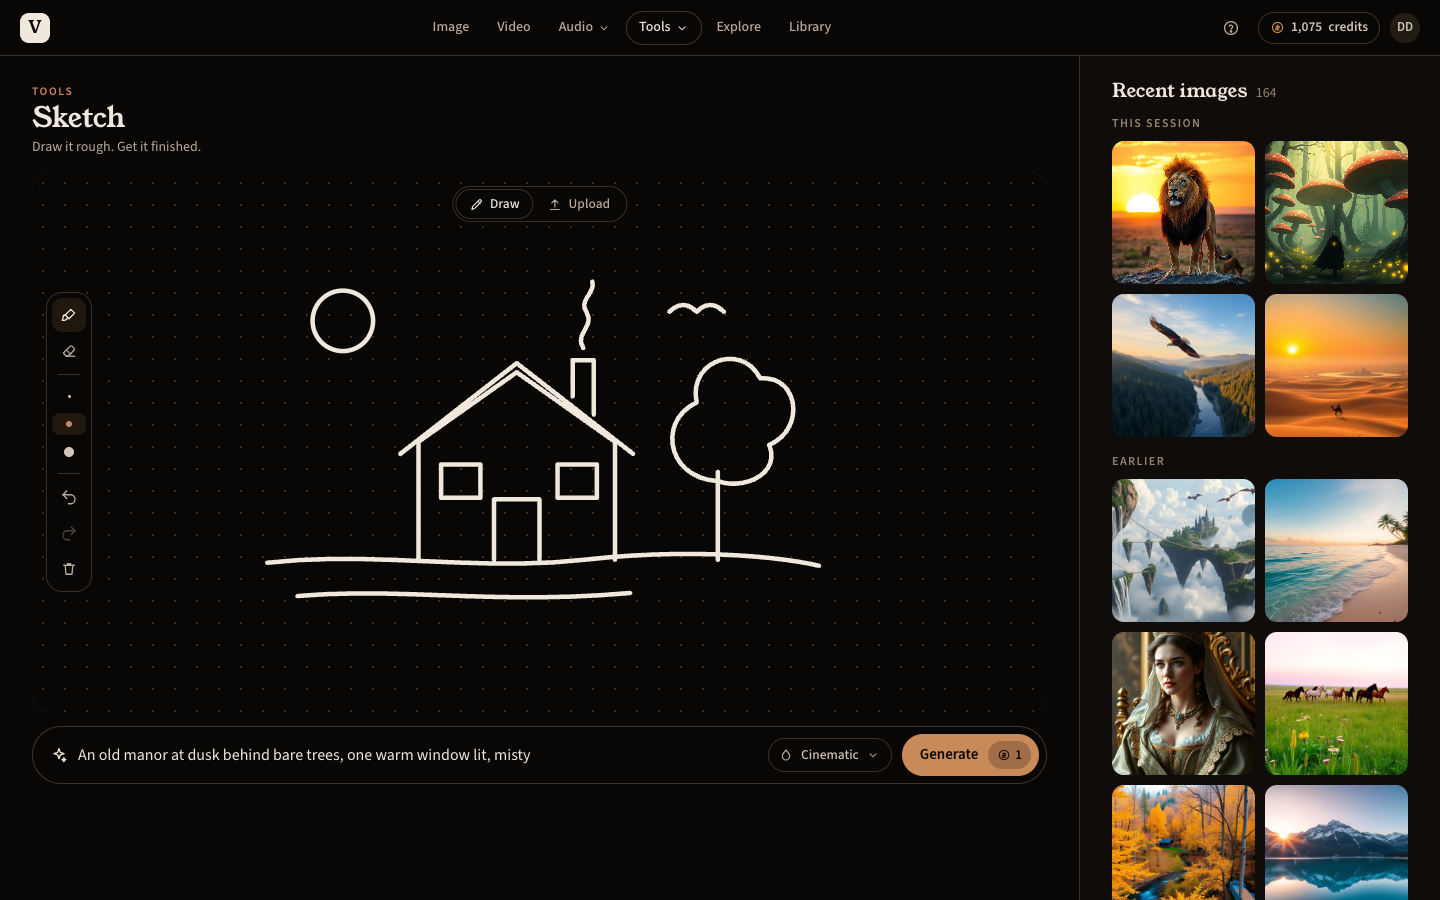 V
Image
Video
Audio
Tools
Explore
Library
1,075 credits
DD
TOOLS
Sketch
Draw it rough. Get it finished.
Draw
Upload
An old manor at dusk behind bare trees, one warm window lit, misty
Cinematic
Generate
1
Recent images 164
THIS SESSION
EARLIER